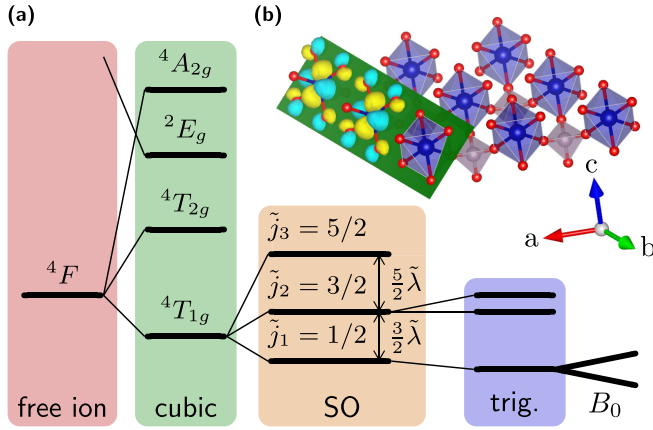 (a)
(b)
⁴A₂g
²Eg
⁴T₂g
⁴F
⁴T₁g
j̃₃ = 5/2
j̃₂ = 3/2
j̃₁ = 1/2
5/2 λ̃
3/2 λ̃
c
a
b
free ion
cubic
SO
trig.
B₀